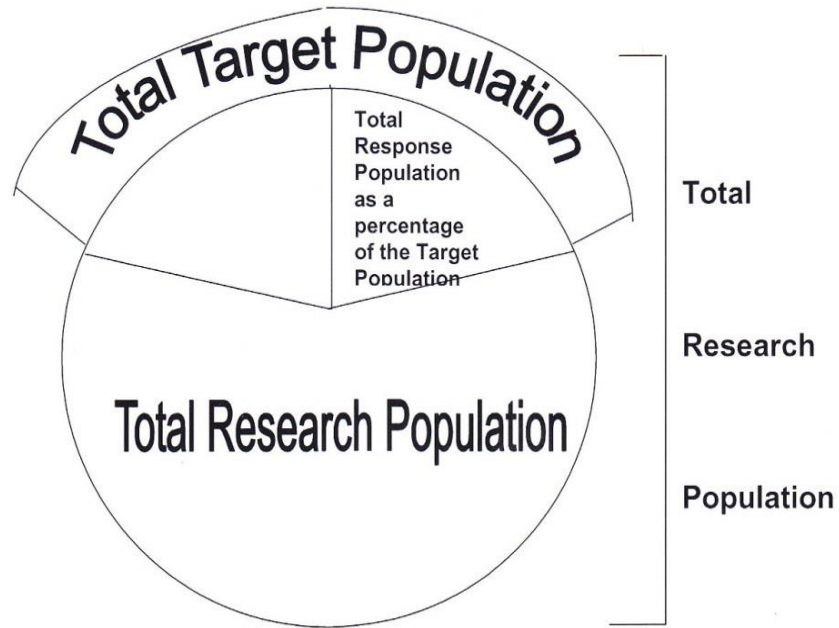 Total Target Population
Total
Response
Population
as a
percentage
of the Target
Population
Total Research Population
Total
Research
Population